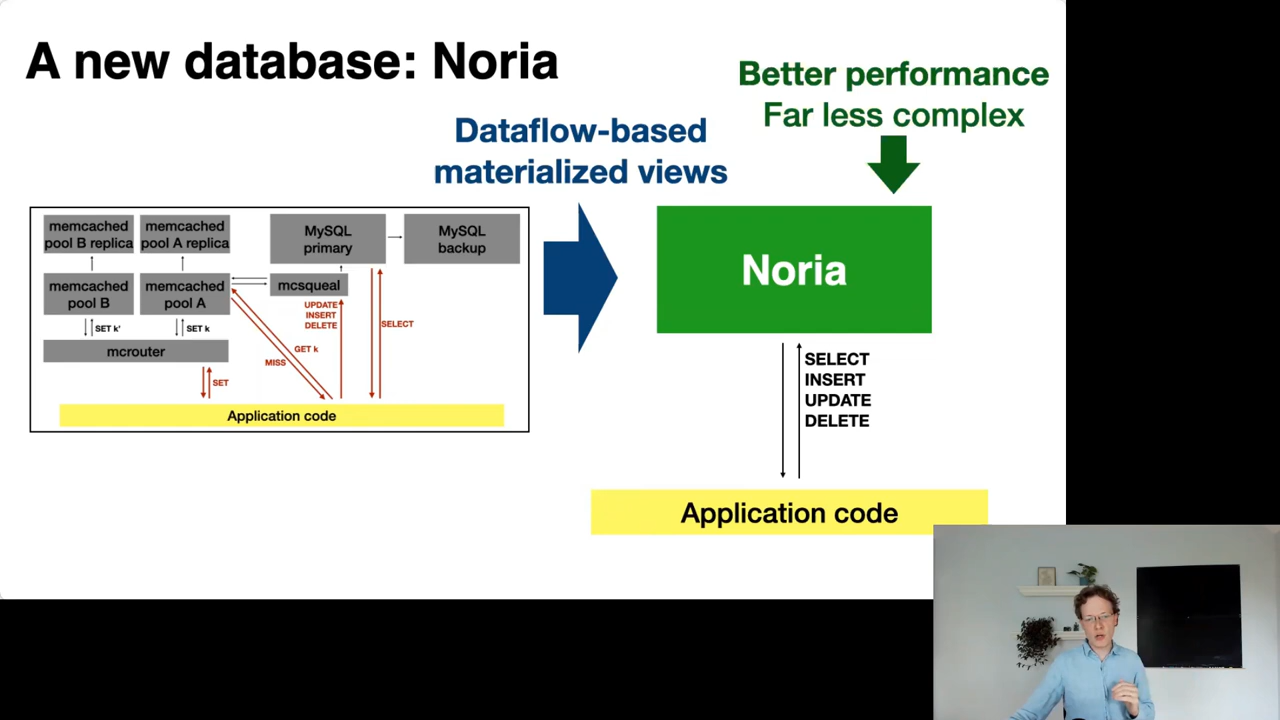 A new database: Noria
Better performance
Far less complex
Dataflow-based
materialized views
memcached
pool B replica
memcached
pool A replica
MySQL
primary
MySQL
backup
memcached
pool B
memcached
pool A
mcsqueal
UPDATE
INSERT
DELETE
SELECT
SET k'
SET k
GET k
MISS
mcrouter
SET
Application code
Noria
SELECT
INSERT
UPDATE
DELETE
Application code